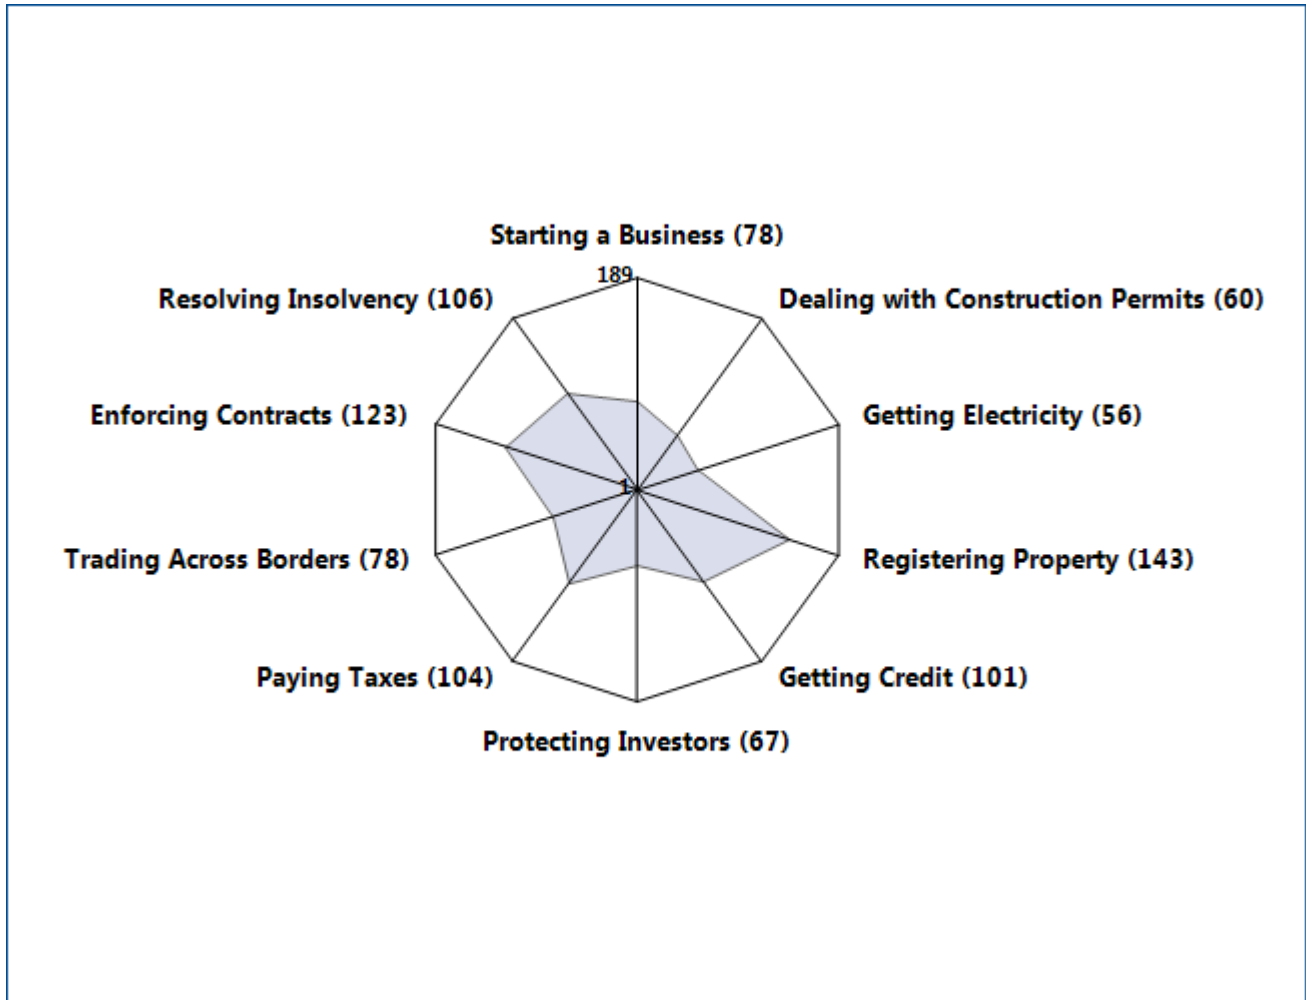 Starting a Business (78)
189
Resolving Insolvency (106)
Dealing with Construction Permits (60)
Enforcing Contracts (123)
Getting Electricity (56)
1
Trading Across Borders (78)
Registering Property (143)
Paying Taxes (104)
Getting Credit (101)
Protecting Investors (67)